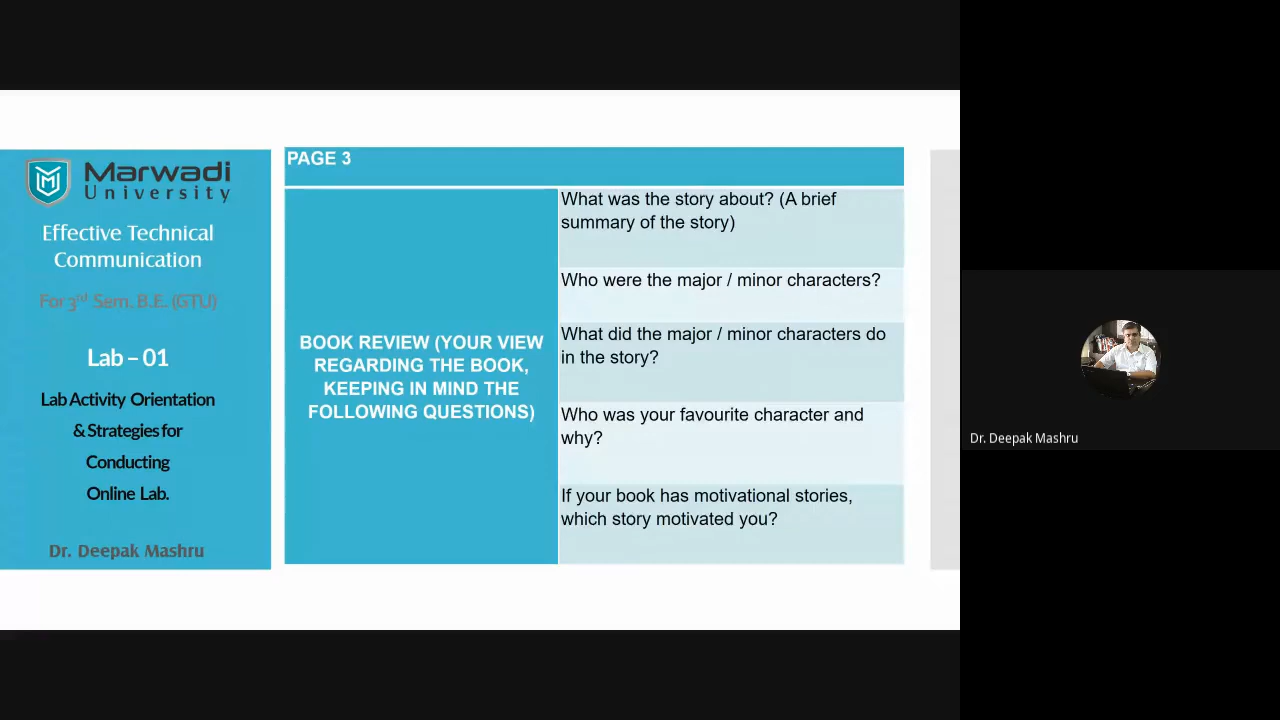 Marwadi
University
Effective Technical
Communication
For 3rd Sem. B.E. (GTU)
Lab – 01
Lab Activity Orientation
& Strategies for
Conducting
Online Lab.
Dr. Deepak Mashru
PAGE 3
BOOK REVIEW (YOUR VIEW
REGARDING THE BOOK,
KEEPING IN MIND THE
FOLLOWING QUESTIONS)
What was the story about? (A brief
summary of the story)
Who were the major / minor characters?
What did the major / minor characters do
in the story?
Who was your favourite character and
why?
If your book has motivational stories,
which story motivated you?
Dr. Deepak Mashru